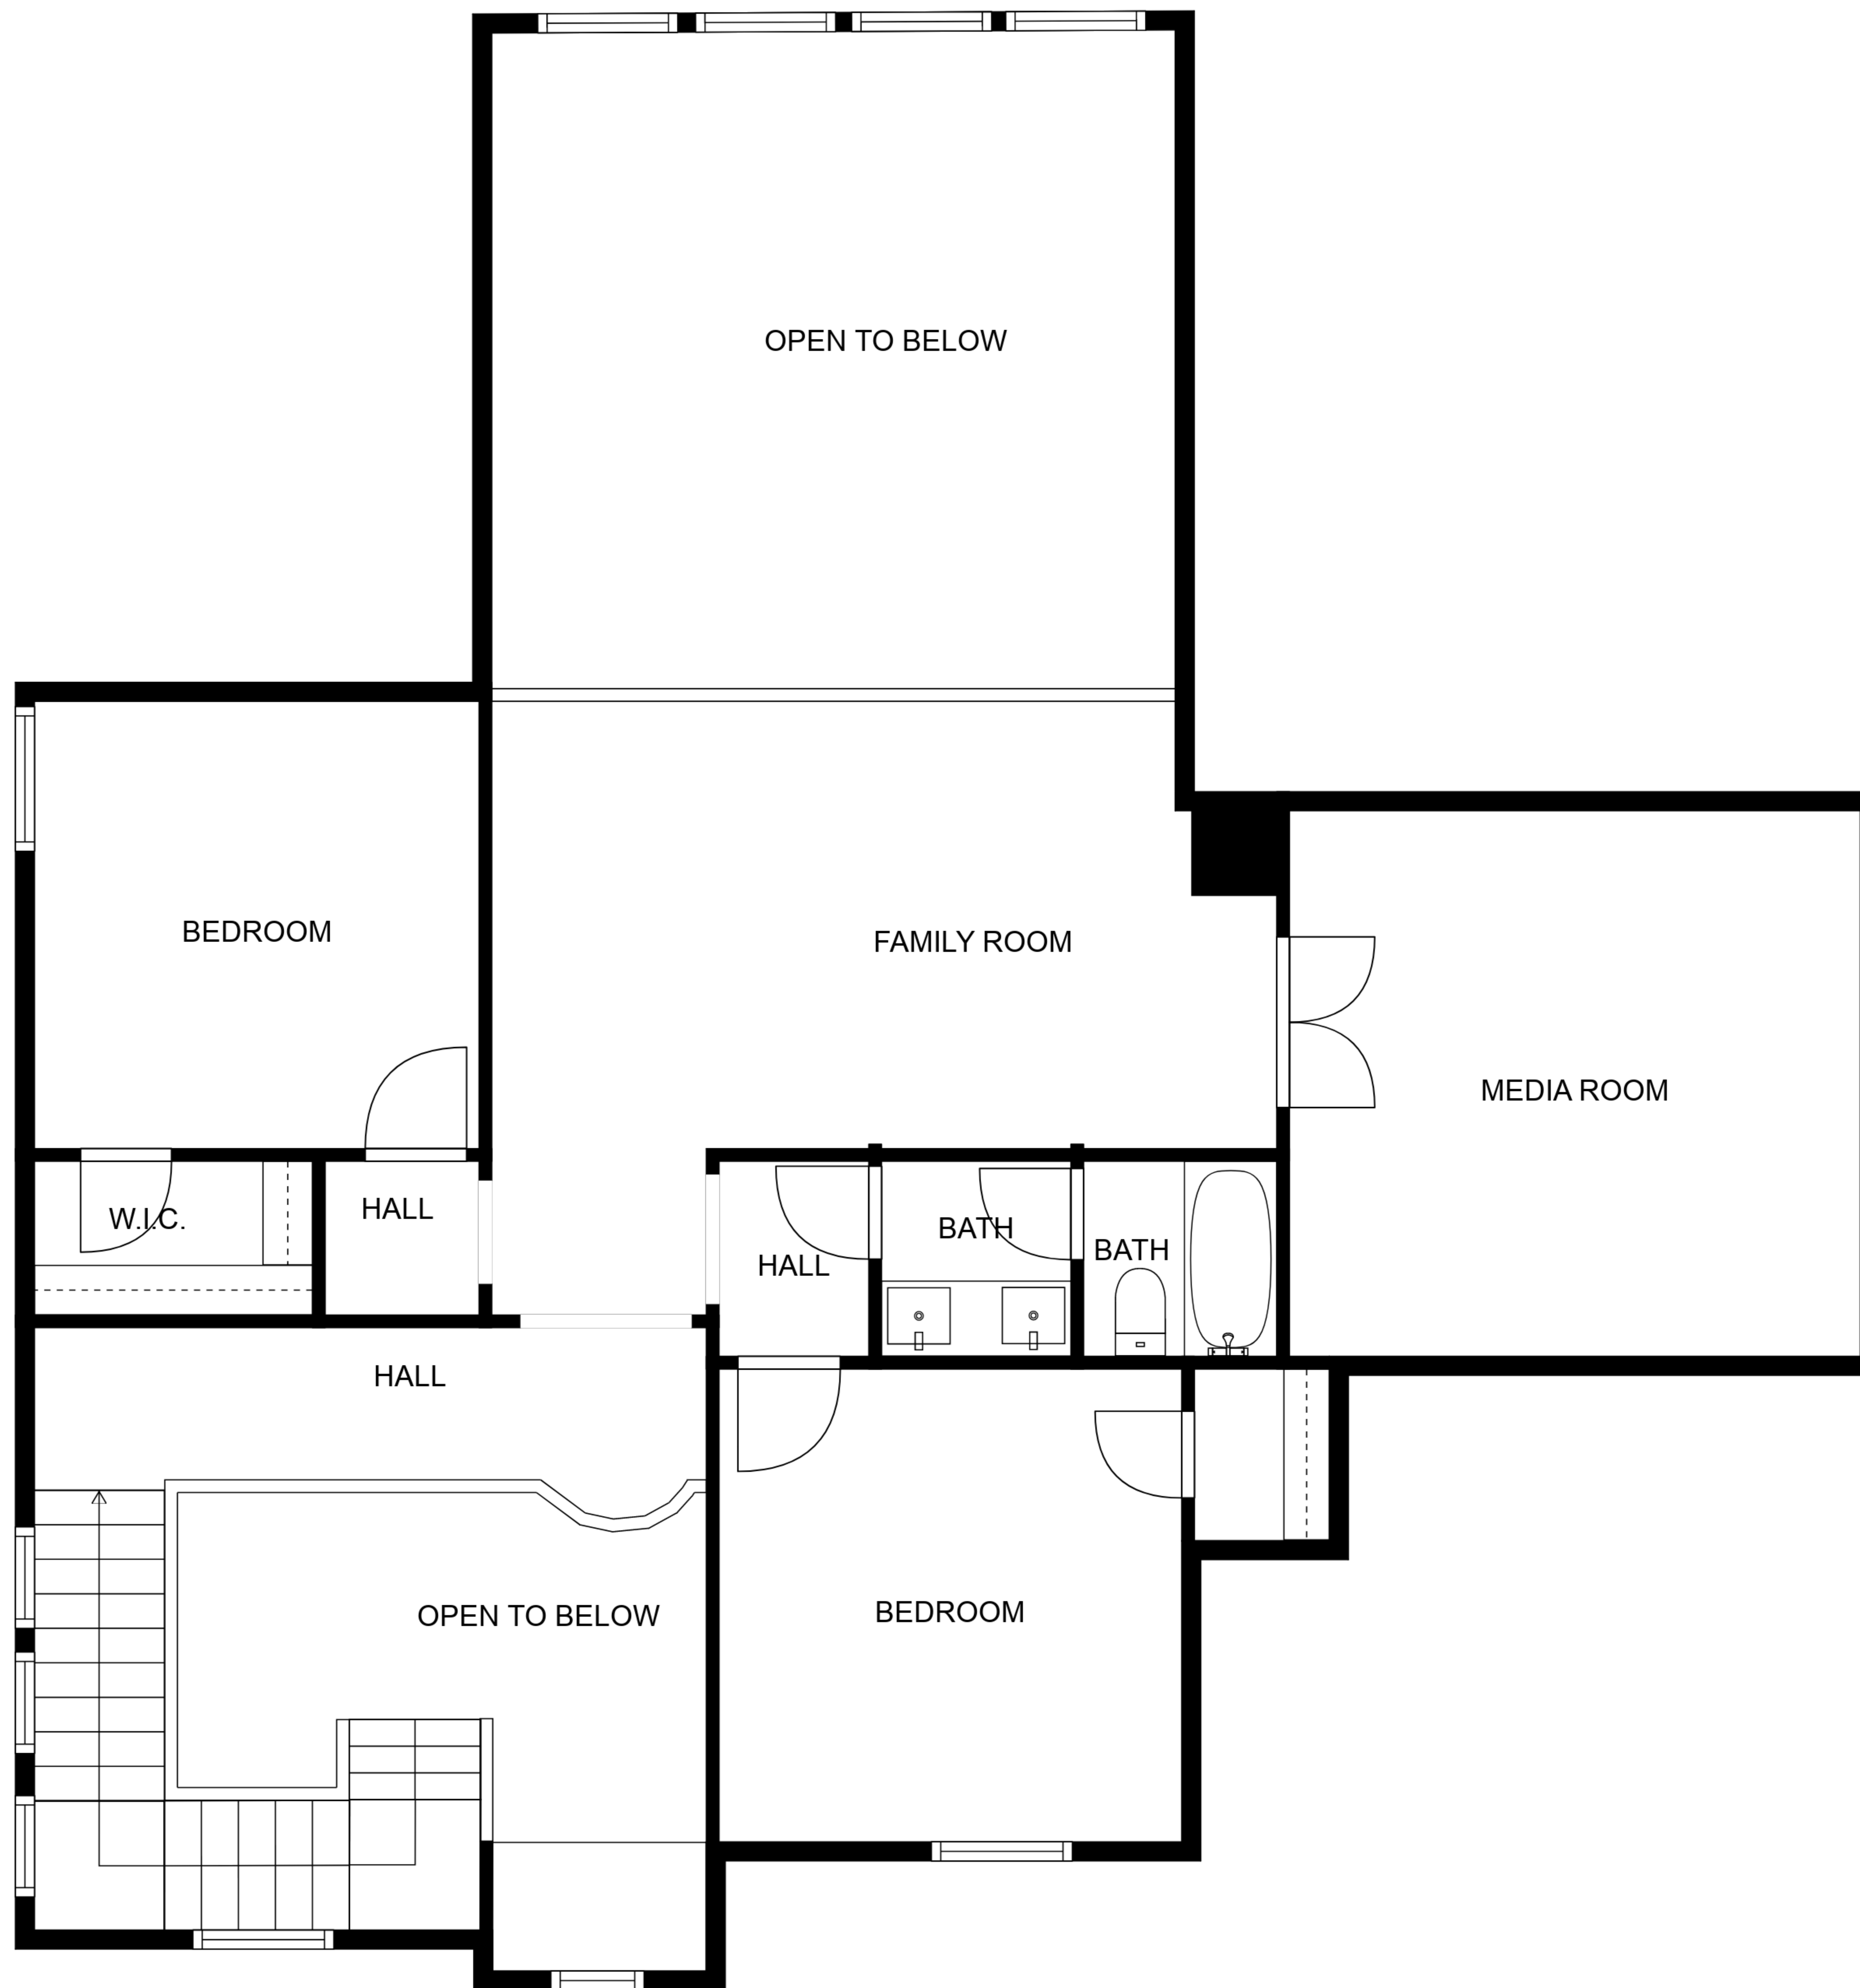 OPEN TO BELOW
BEDROOM
FAMILY ROOM
MEDIA ROOM
W.I.C.
HALL
HALL
BATH
BATH
HALL
OPEN TO BELOW
BEDROOM